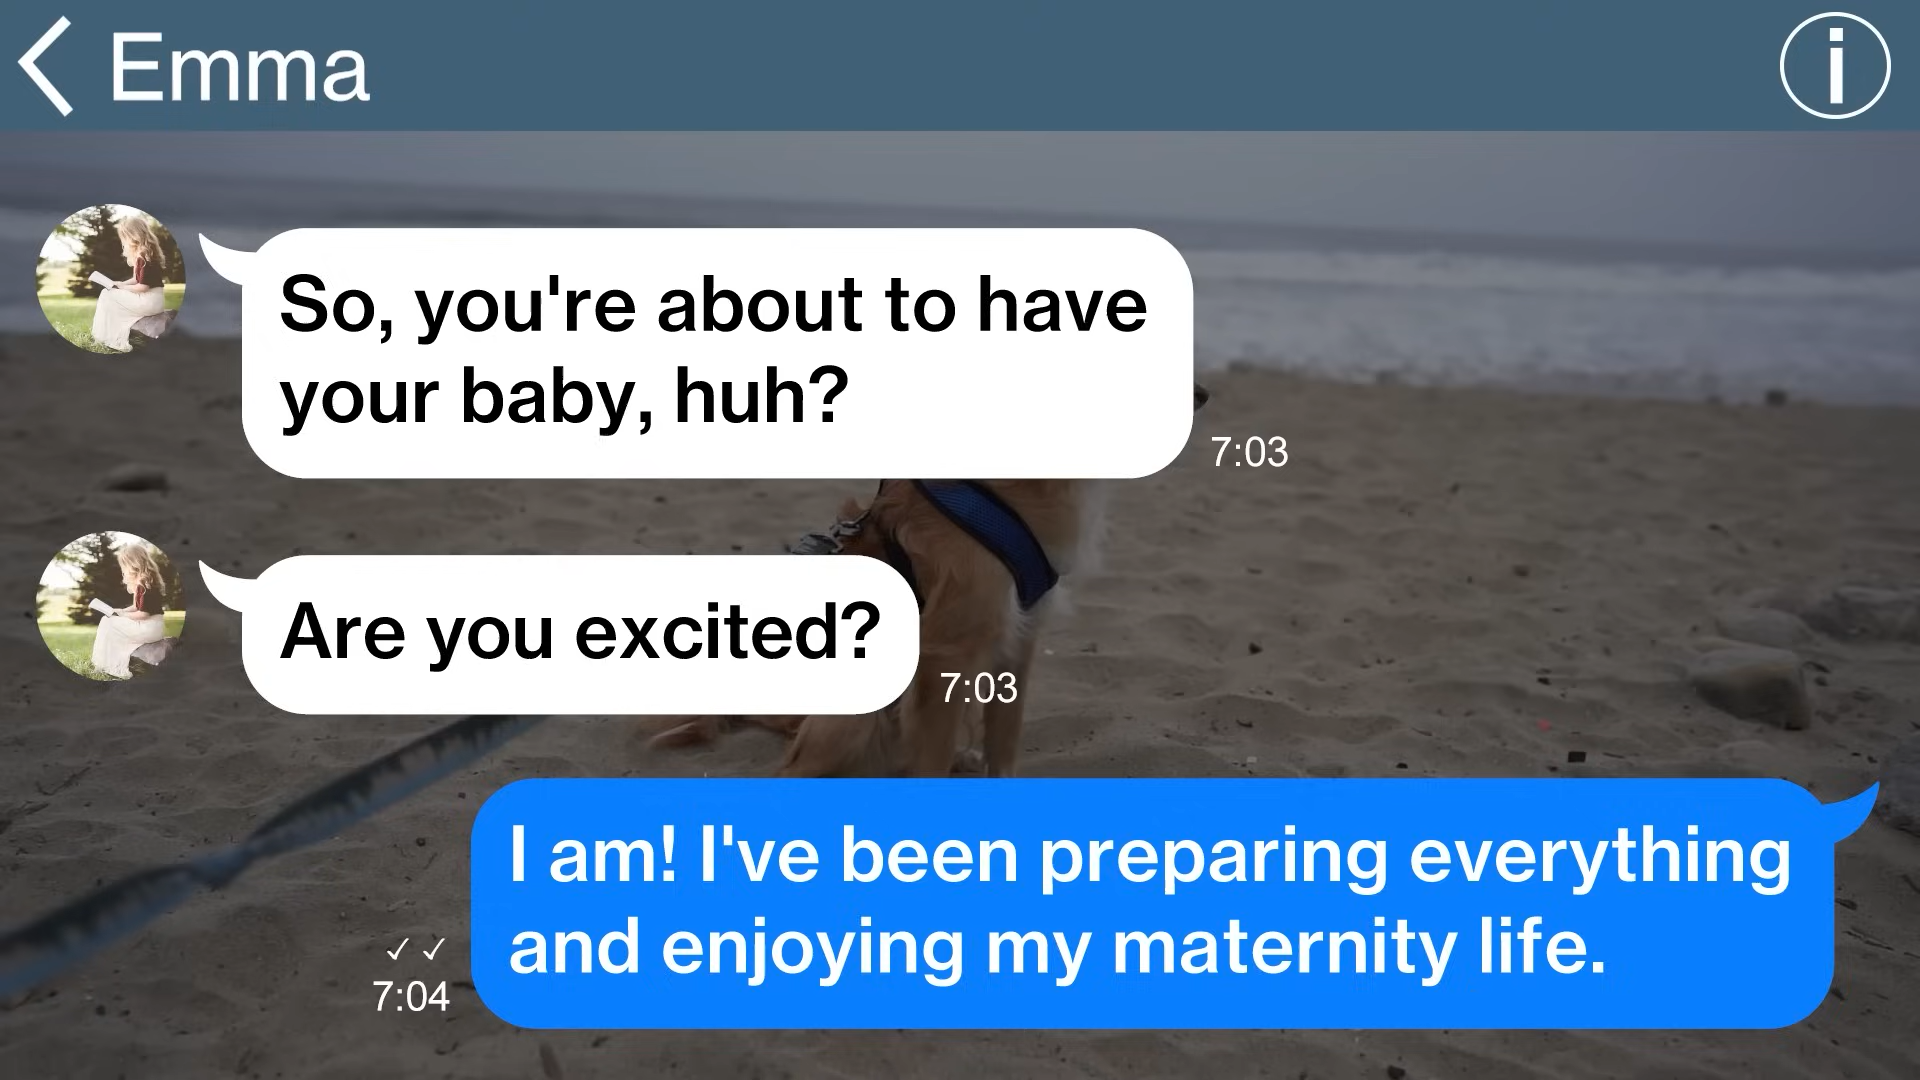 Emma
So, you're about to have
your baby, huh?
7:03
Are you excited?
7:03
I am! I've been preparing everything
and enjoying my maternity life.
✓✓
7:04